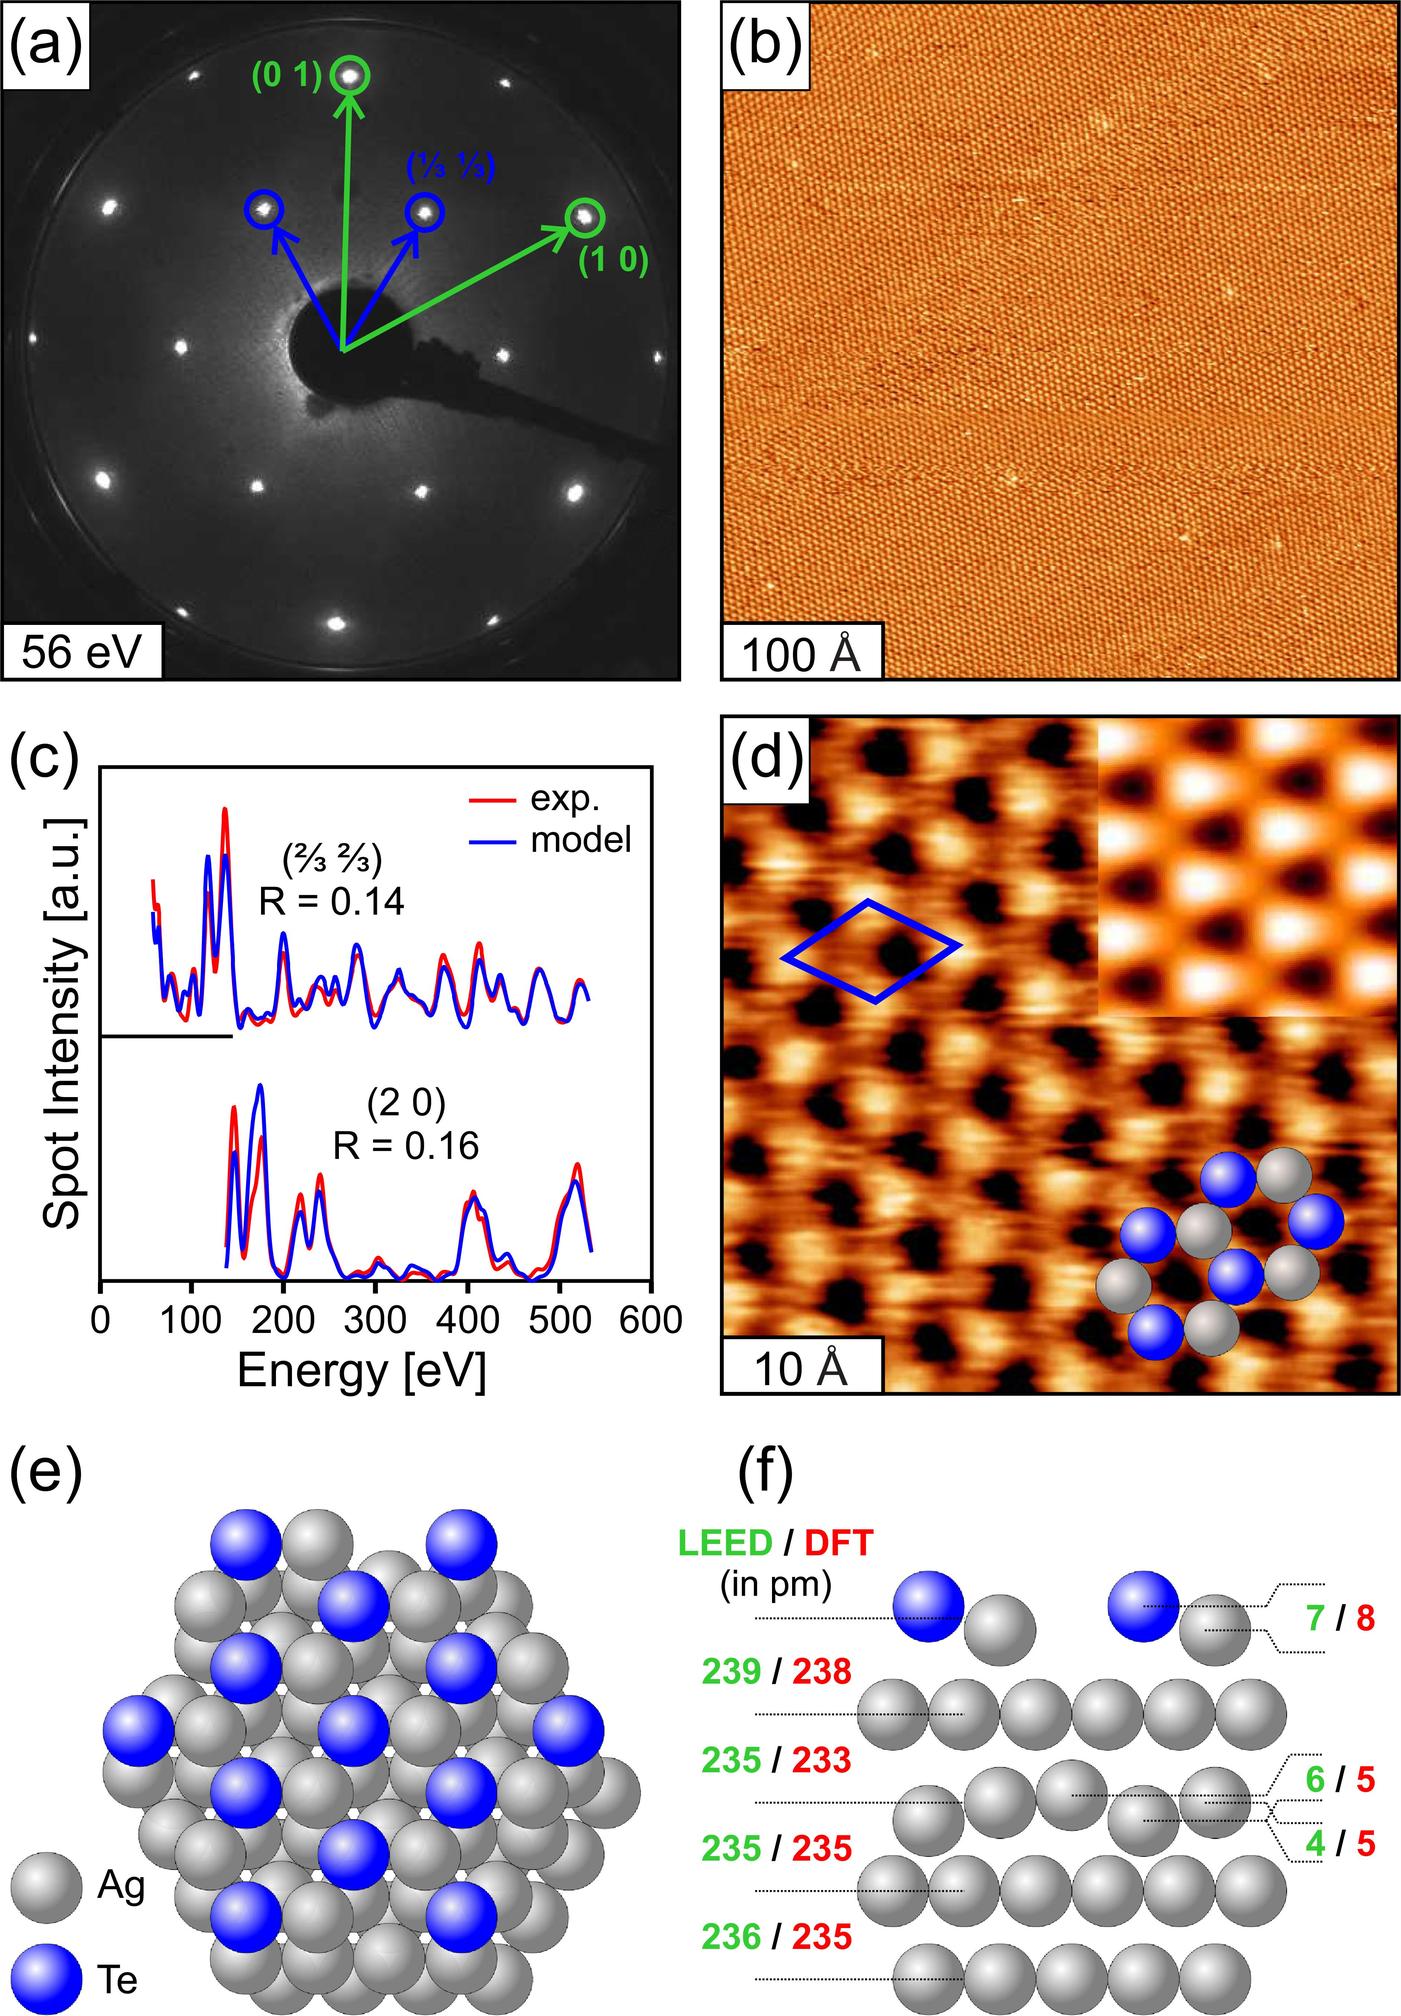 (a)
(0 1)
(⅓ ⅓)
(1 0)
56 eV
(b)
100 Å
(c)
exp.
model
(⅔ ⅔)
R = 0.14
(2 0)
R = 0.16
Spot Intensity [a.u.]
0 100 200 300 400 500 600
Energy [eV]
(d)
10 Å
(e)
Ag
Te
(f)
LEED / DFT
(in pm)
7 / 8
239 / 238
235 / 233
6 / 5
235 / 235
4 / 5
236 / 235